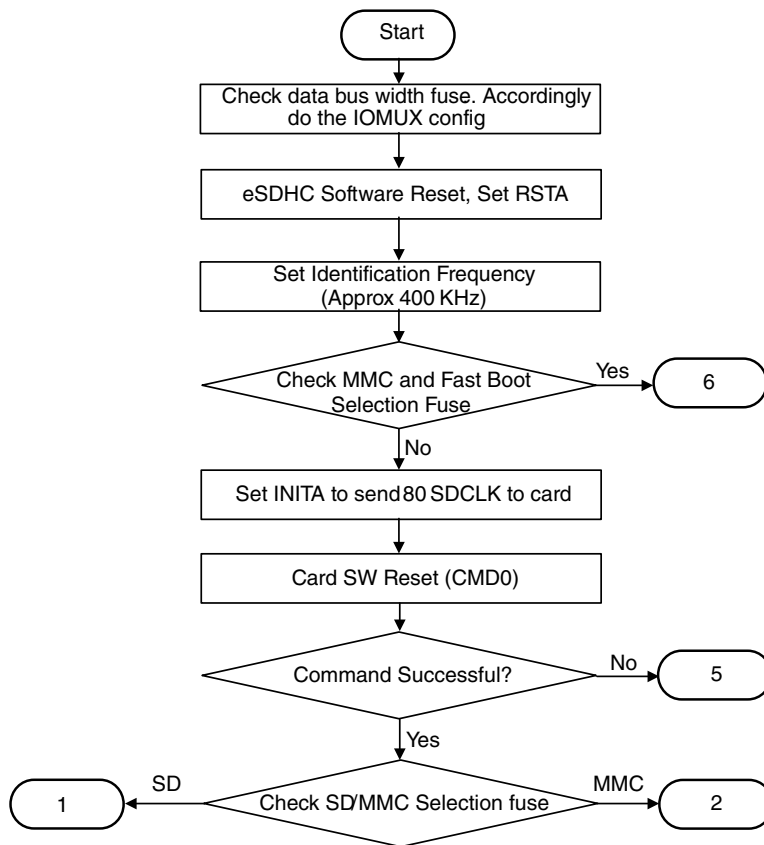 Start
Check data bus width fuse. Accordingly
do the IOMUX config
eSDHC Software Reset, Set RSTA
Set Identification Frequency
(Approx 400 KHz)
Check MMC and Fast Boot
Selection Fuse
Yes
6
No
Set INITA to send 80 SDCLK to card
Card SW Reset (CMD0)
Command Successful?
No
5
Yes
SD
1
Check SD/MMC Selection fuse
MMC
2